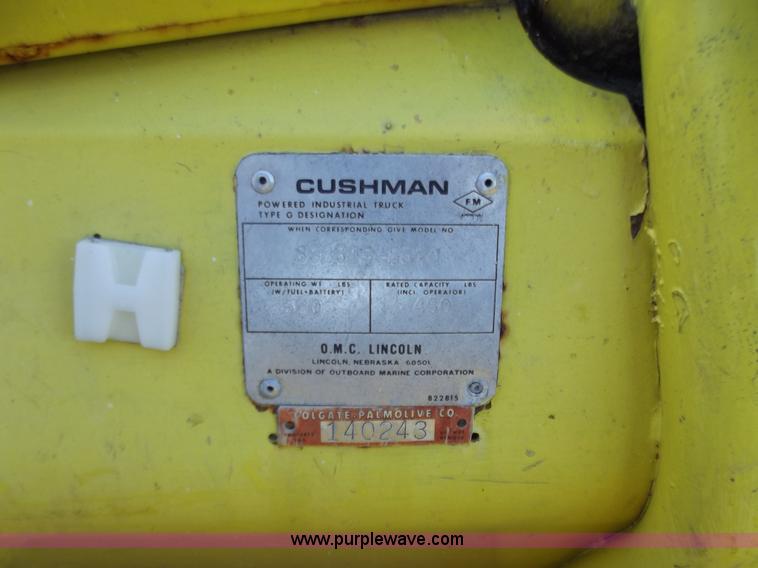 CUSHMAN
POWERED INDUSTRIAL TRUCK
TYPE G DESIGNATION
FM
APPROVED
WHEN CORRESPONDING GIVE MODEL NO
OPERATING WT - LBS
(W/FUEL+BATTERY)
RATED CAPACITY LBS
(INCL OPERATOR)
O.M.C. LINCOLN
LINCOLN, NEBRASKA 60501
A DIVISION OF OUTBOARD MARINE CORPORATION
822815
COLGATE-PALMOLIVE CO
140243
www.purplewave.com